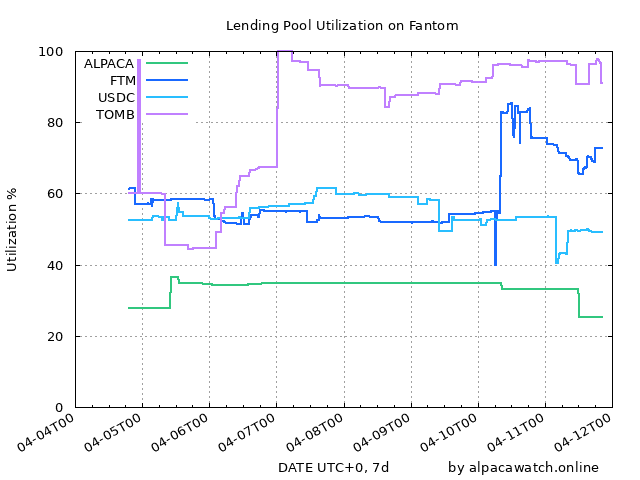 Lending Pool Utilization on Fantom
100
80
60
40
20
0
Utilization %
ALPACA
FTM
USDC
TOMB
04-04T00
04-05T00
04-06T00
04-07T00
04-08T00
04-09T00
04-10T00
04-11T00
04-12T00
DATE UTC+0, 7d by alpacawatch.online